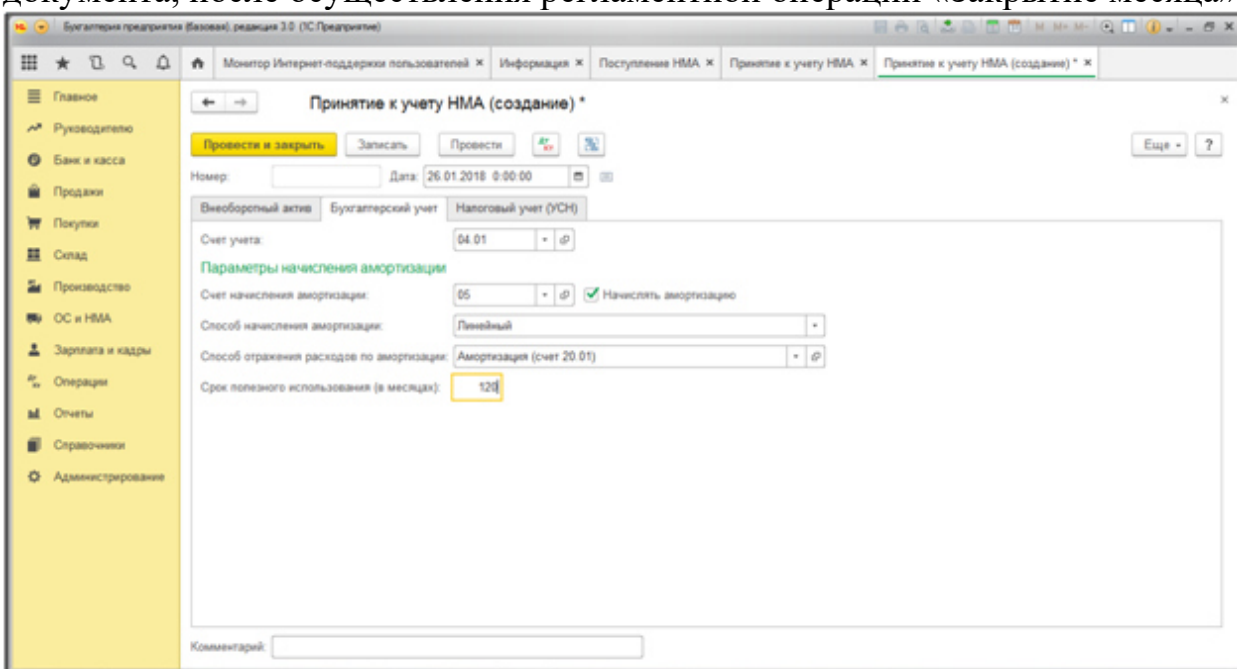 документа, после осуществления регламентной операции «Закрытие месяца»
Бухгалтерия предприятия (базовая), редакция 3.0 (1С:Предприятие)
M M+ M-
Монитор Интернет-поддержки пользователей × Информация × Поступление НМА × Принятие к учету НМА × Принятие к учету НМА (создание) * ×
Главное
Руководителю
Банк и касса
Продажи
Покупки
Склад
Производство
ОС и НМА
Зарплата и кадры
Операции
Отчеты
Справочники
Администрирование
Принятие к учету НМА (создание) *
Провести и закрыть Записать Провести Еще ?
Номер: Дата: 26.01.2018 0:00:00
Внеоборотный актив Бухгалтерский учет Налоговый учет (УСН)
Счет учета: 04.01
Параметры начисления амортизации
Счет начисления амортизации: 05 Начислять амортизацию
Способ начисления амортизации: Линейный
Способ отражения расходов по амортизации: Амортизация (счет 20.01)
Срок полезного использования (в месяцах): 120
Комментарий: